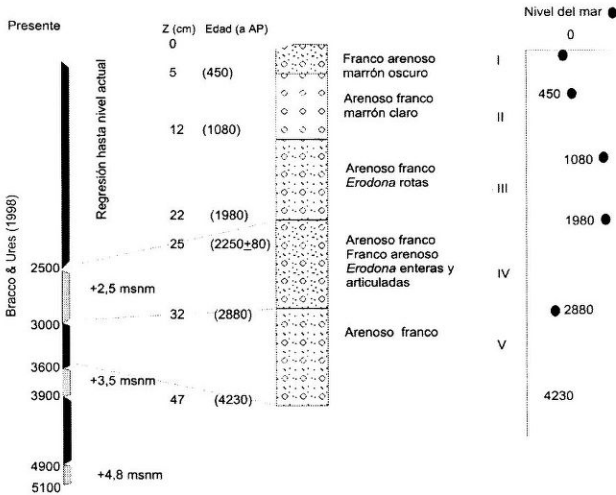 Presente
Z (cm) Edad (a AP)
Nivel del mar
0
0
Franco arenoso
marrón oscuro
I
5 (450)
Arenoso franco
marrón claro
II
450
12 (1080)
1080
Arenoso franco
Erodona rotas
III
22 (1980)
1980
25 (2250±80)
Arenoso franco
Franco arenoso
Erodona enteras y
articuladas
IV
32 (2880)
2880
Arenoso franco
V
47 (4230)
4230
Regresión hasta nivel actual
Bracco & Ures (1998)
2500
+2,5 msnm
3000
3600
+3,5 msnm
3900
4900
+4,8 msnm
5100